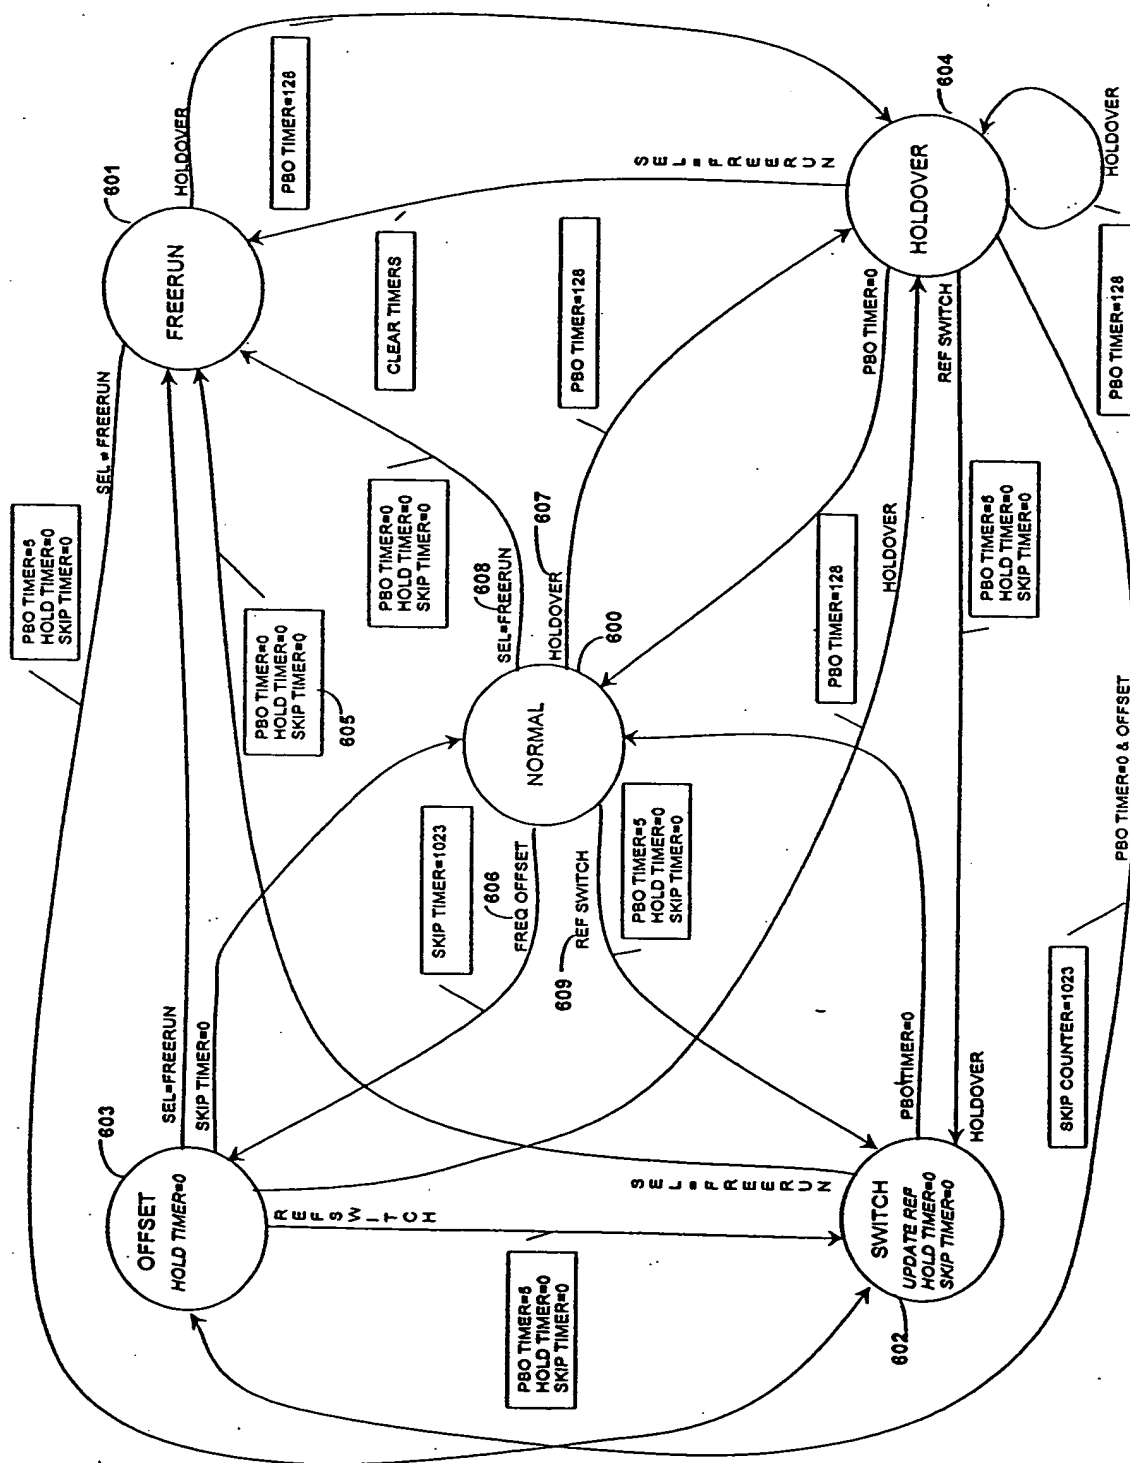 PBO TIMER=5
HOLD TIMER=0
SKIP TIMER=0
SEL ≠ FREERUN
601
603
OFFSET
HOLD TIMER=0
SEL=FREERUN
SKIP TIMER=0
FREERUN
HOLDOVER
PBO TIMER=128
PBO TIMER=0
HOLD TIMER=0
SKIP TIMER=0
605
REF SWITCH
CLEAR TIMERS
PBO TIMER=0
HOLD TIMER=0
SKIP TIMER=0
SKIP TIMER=1023
606
FREQ OFFSET
608
SEL=FREERUN
607
HOLDOVER
600
NORMAL
609
REF SWITCH
PBO TIMER=5
HOLD TIMER=0
SKIP TIMER=0
PBO TIMER=128
PBO TIMER=5
HOLD TIMER=0
SKIP TIMER=0
SEL=FREERUN
SEL=FREERUN
PBO TIMER=128
HOLDOVER
PBO TIMER=0
REF SWITCH
604
HOLDOVER
602
SWITCH
UPDATE REF
HOLD TIMER=0
SKIP TIMER=0
PBO TIMER=0
HOLDOVER
PBO TIMER=5
HOLD TIMER=0
SKIP TIMER=0
SKIP COUNTER=1023
PBO TIMER=0 & OFFSET
PBO TIMER=128
HOLDOVER